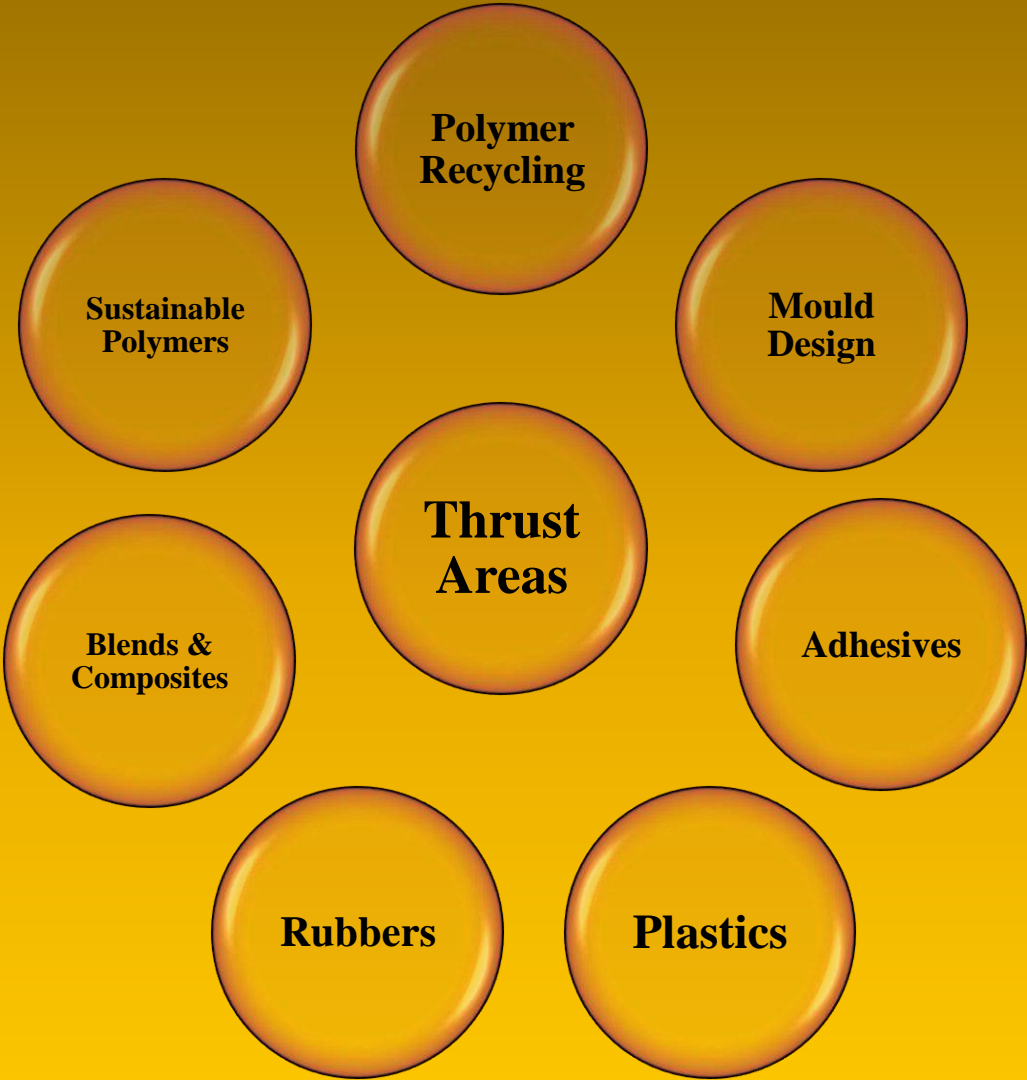 Polymer
Recycling
Sustainable
Polymers
Mould
Design
Thrust
Areas
Blends &
Composites
Adhesives
Rubbers
Plastics